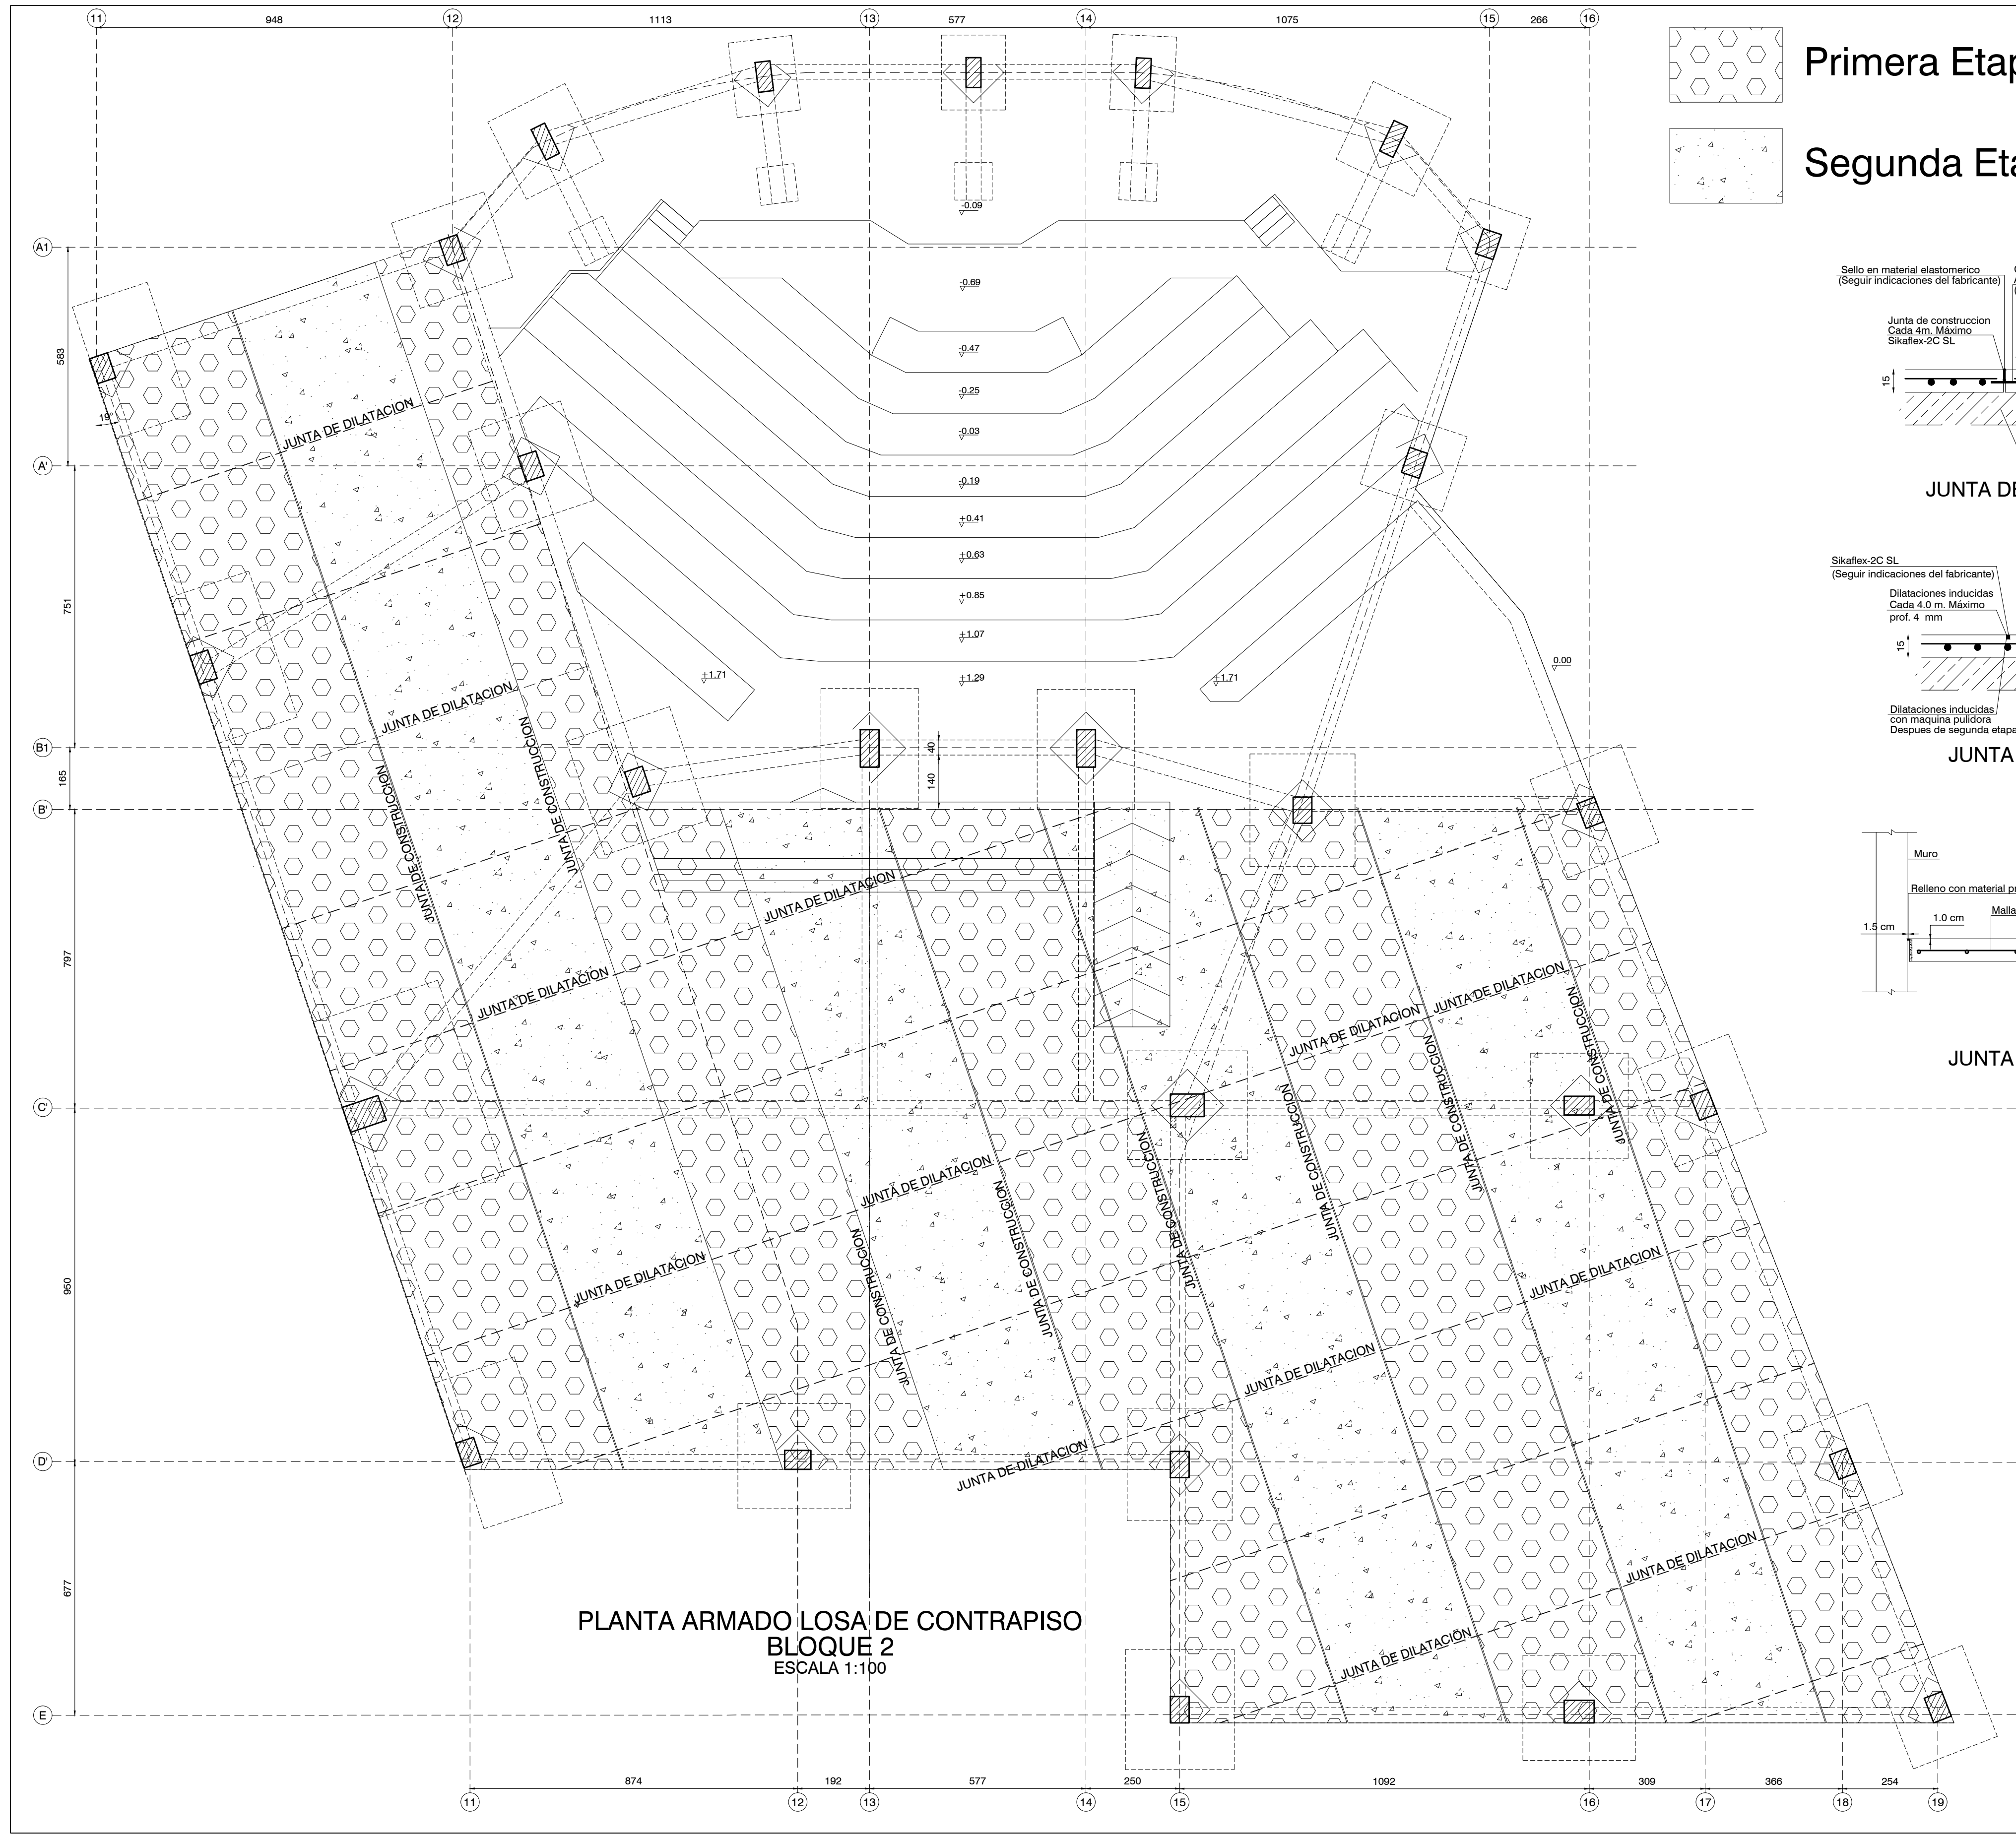 11
12
13
14
15
16
948
1113
577
1075
266
Primera Etap
Segunda Eta
-0.09
A1
-0.69
Sello en material elastomerico
(Seguir indicaciones del fabricante)
Junta de construccion
Cada 4m. Máximo
Sikaflex-2C SL
15
583
-0.47
-0.25
19°
JUNTA DE DILATACION
-0.03
A'
-0.19
JUNTA DE
+0.41
+0.63
Sikaflex-2C SL
(Seguir indicaciones del fabricante)
Dilataciones inducidas
Cada 4.0 m. Máximo
prof. 4 mm
15
751
+0.85
+1.07
+1.29
+1.71
+1.71
0.00
JUNTA DE DILATACION
Dilataciones inducidas
con maquina pulidora
Despues de segunda etapa
JUNTA
B1
165
40
140
B'
JUNTA DE CONSTRUCCION
JUNTA DE CONSTRUCCION
Muro
Relleno con material pr
Malla
1.0 cm
1.5 cm
JUNTA DE DILATACION
797
JUNTA DE DILATACION
JUNTA DE DILATACION
JUNTA DE DILATACION
JUNTA DE CONSTRUCCION
JUNTA
C'
JUNTA DE CONSTRUCCION
JUNTA DE CONSTRUCCION
JUNTA DE CONSTRUCCION
JUNTA DE DILATACION
JUNTA DE CONSTRUCCION
JUNTA DE CONSTRUCCION
JUNTA DE DILATACION
JUNTA DE DILATACION
950
JUNTA DE DILATACION
JUNTA DE DILATACION
D'
JUNTA DE DILATACION
677
PLANTA ARMADO LOSA DE CONTRAPISO
BLOQUE 2
ESCALA 1:100
JUNTA DE DILATACION
E
874
192
577
250
1092
309
366
254
11
12
13
14
15
16
17
18
19